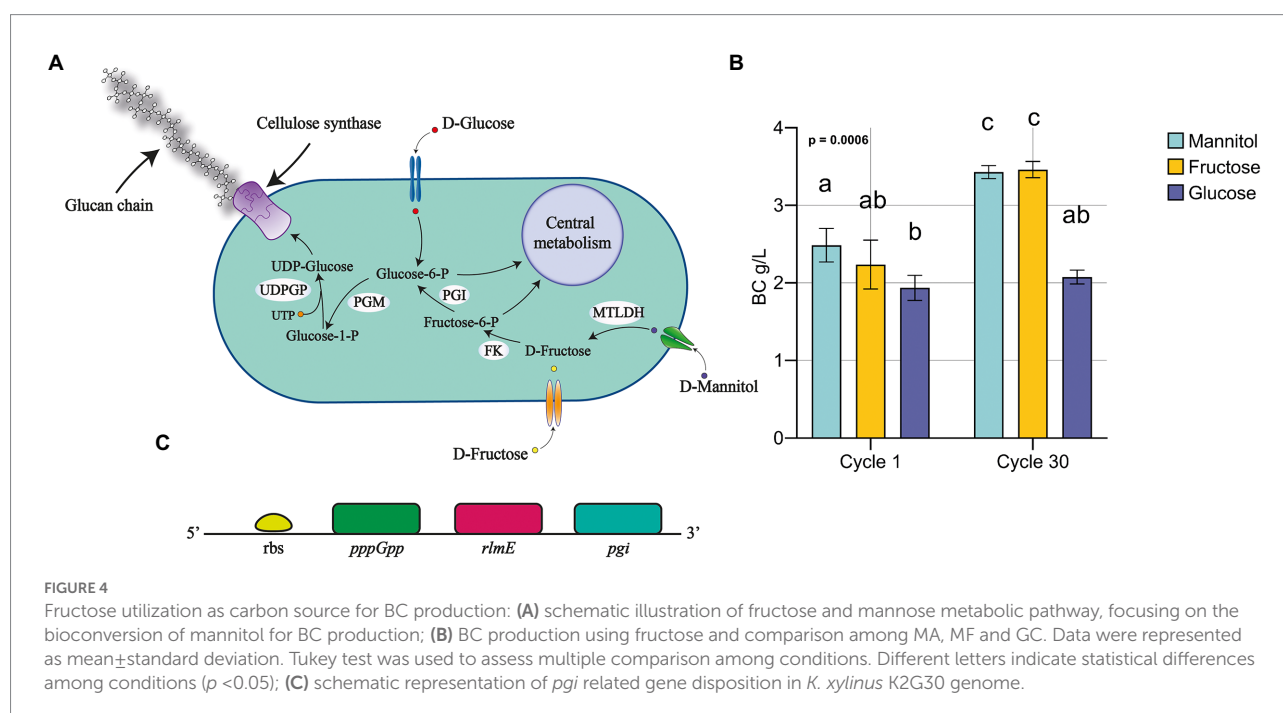 A
Cellulose synthase
D-Glucose
Glucan chain
Central
metabolism
UDP-Glucose
Glucose-6-P
UDPGP
PGM
PGI
UTP
Glucose-1-P
Fructose-6-P
MTLDH
FK
D-Fructose
D-Mannitol
D-Fructose
B
BC g/L
4
3
2
1
0
p = 0.0006
a
ab
b
c
c
ab
Cycle 1
Cycle 30
Mannitol
Fructose
Glucose
C
5’
3’
rbs
pppGpp
rlmE
pgi
FIGURE 4
Fructose utilization as carbon source for BC production: (A) schematic illustration of fructose and mannose metabolic pathway, focusing on the
bioconversion of mannitol for BC production; (B) BC production using fructose and comparison among MA, MF and GC. Data were represented
as mean±standard deviation. Tukey test was used to assess multiple comparison among conditions. Different letters indicate statistical differences
among conditions (p <0.05); (C) schematic representation of pgi related gene disposition in K. xylinus K2G30 genome.